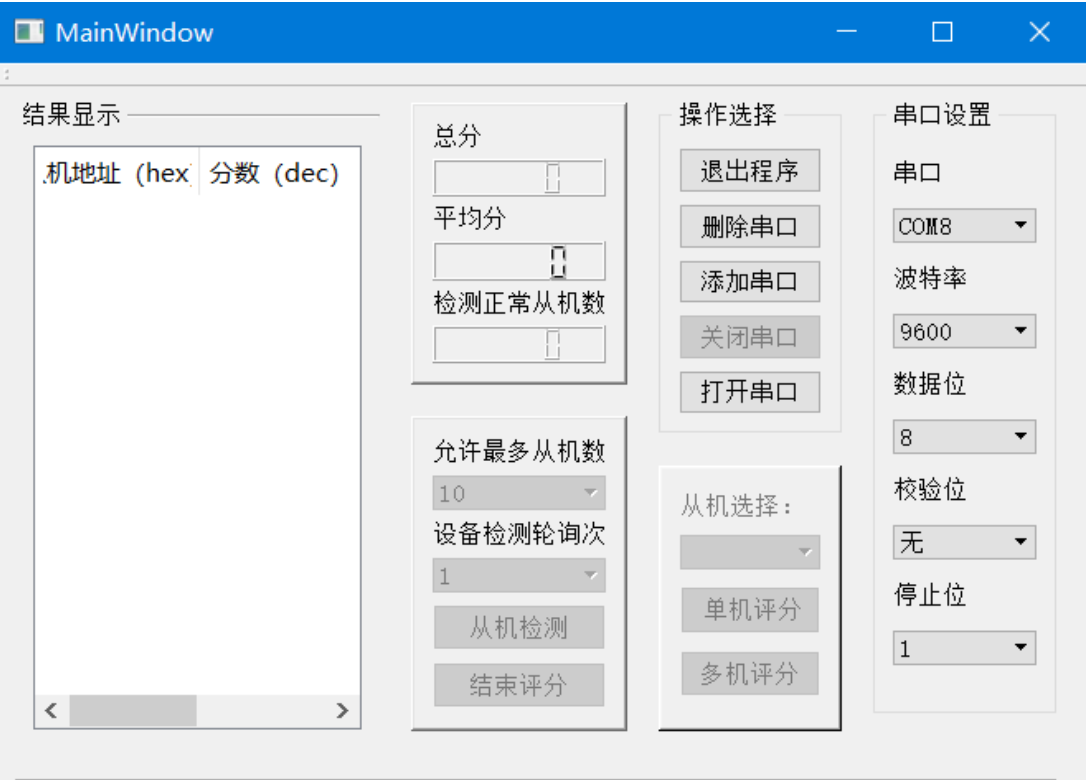 MainWindow
结果显示
机地址（hex
分数（dec）
总分
0
平均分
0
检测正常从机数
0
允许最多从机数
10
设备检测轮询次
1
从机检测
结束评分
操作选择
退出程序
删除串口
添加串口
关闭串口
打开串口
从机选择：
单机评分
多机评分
串口设置
串口
COM8
波特率
9600
数据位
8
校验位
无
停止位
1